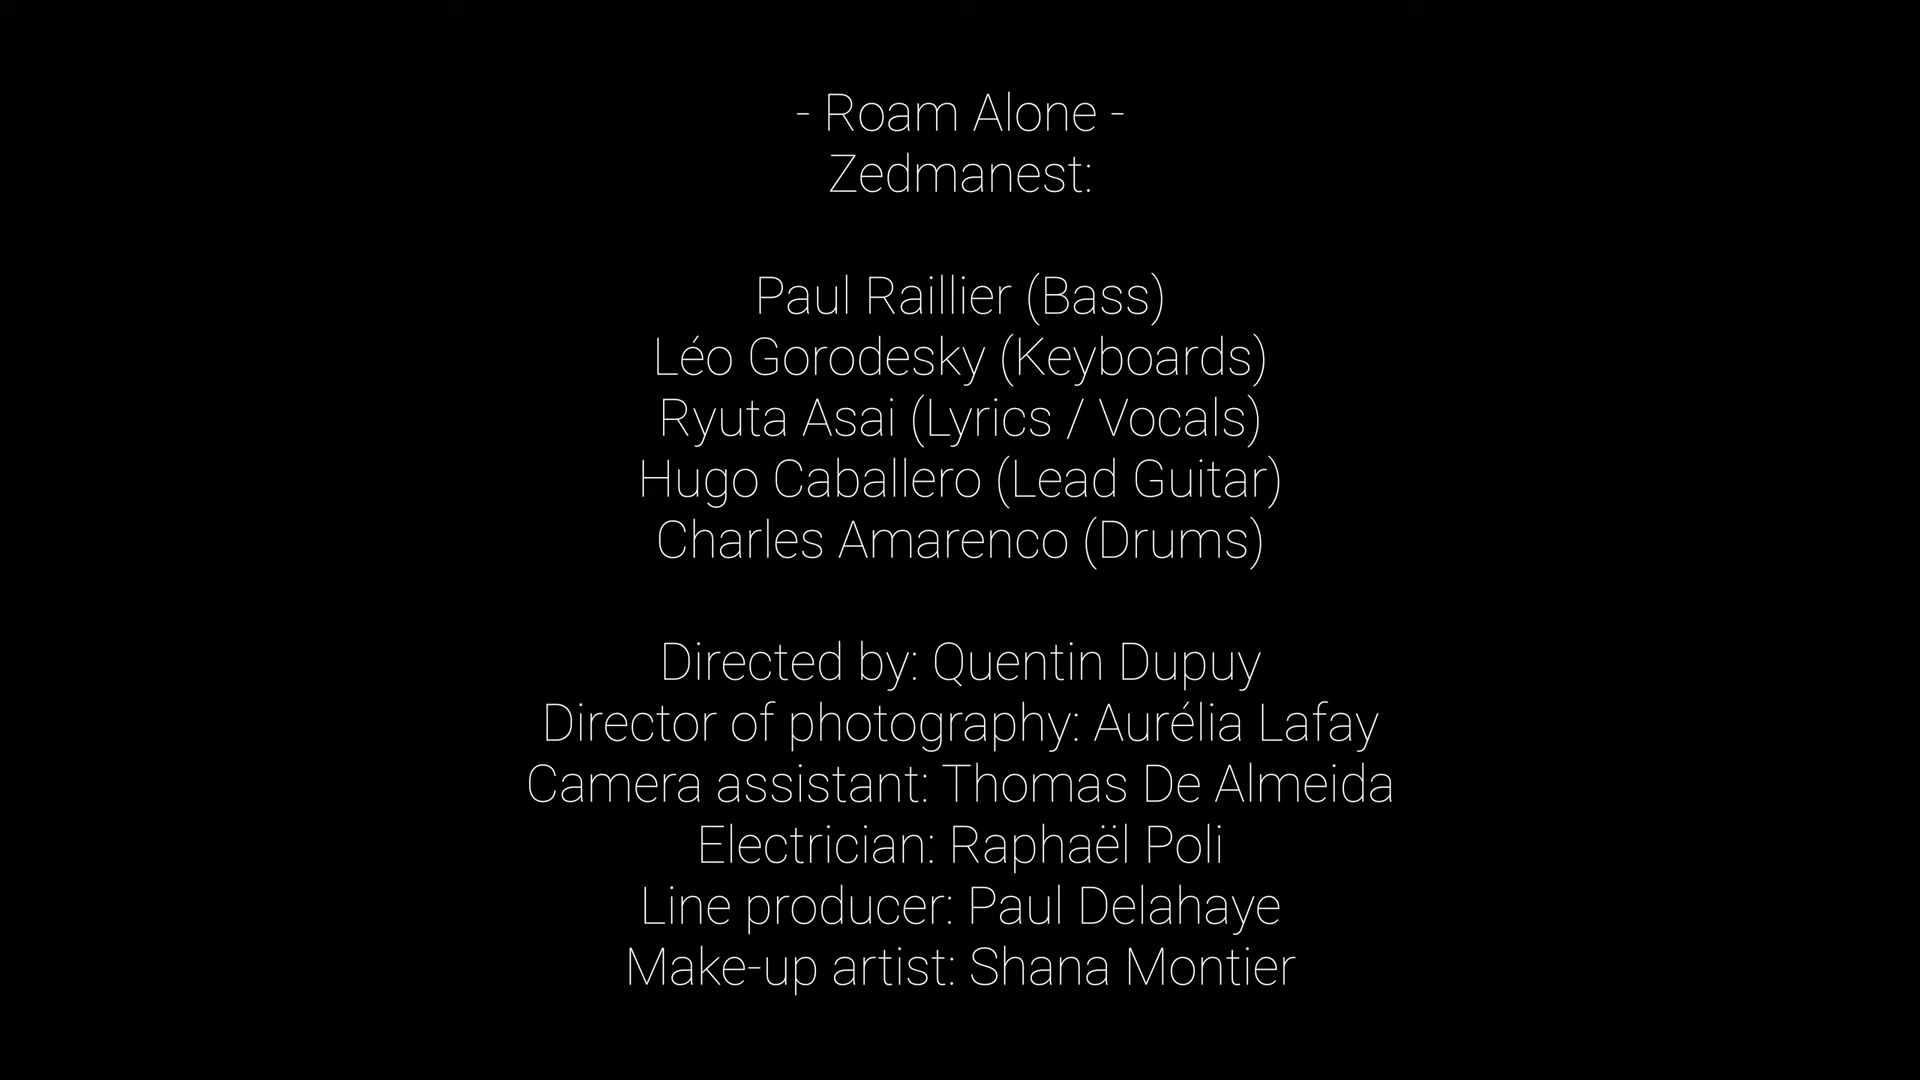 - Roam Alone -
Zedmanest:
Paul Raillier (Bass)
Léo Gorodesky (Keyboards)
Ryuta Asai (Lyrics / Vocals)
Hugo Caballero (Lead Guitar)
Charles Amarenco (Drums)
Directed by: Quentin Dupuy
Director of photography: Aurélia Lafay
Camera assistant: Thomas De Almeida
Electrician: Raphaël Poli
Line producer: Paul Delahaye
Make-up artist: Shana Montier